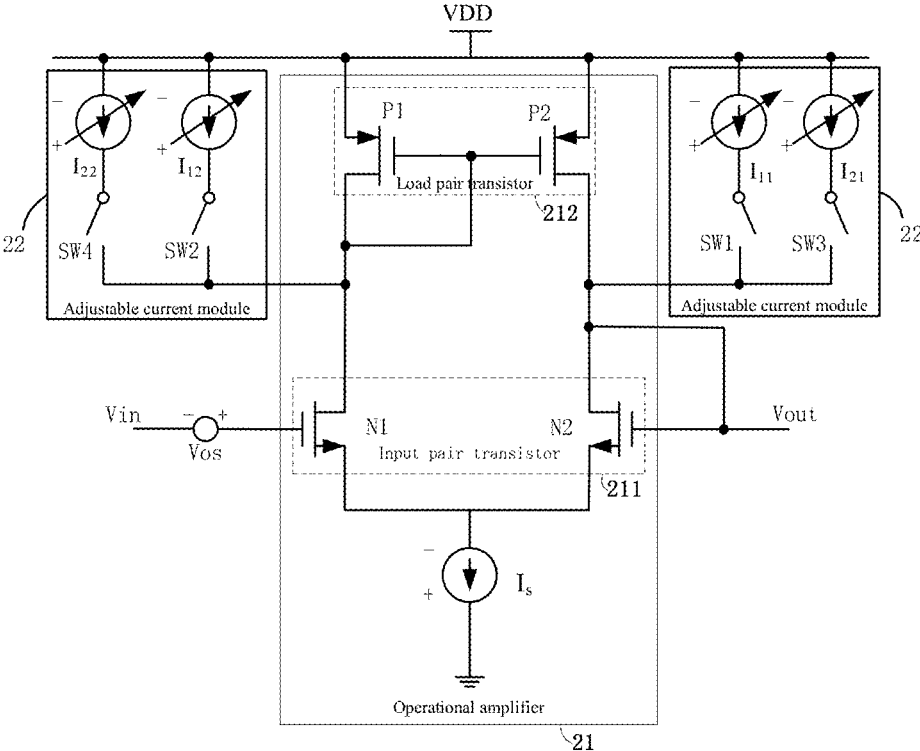 VDD
- - P1 P2 - -
+ + + +
I22 I12 Load pair transistor I11 I21
212
22 SW4 SW2 SW1 SW3 22
Adjustable current module Adjustable current module
Vin - + N1 N2 Vout
Vos Input pair transistor
211
-
+ Is
Operational amplifier
21